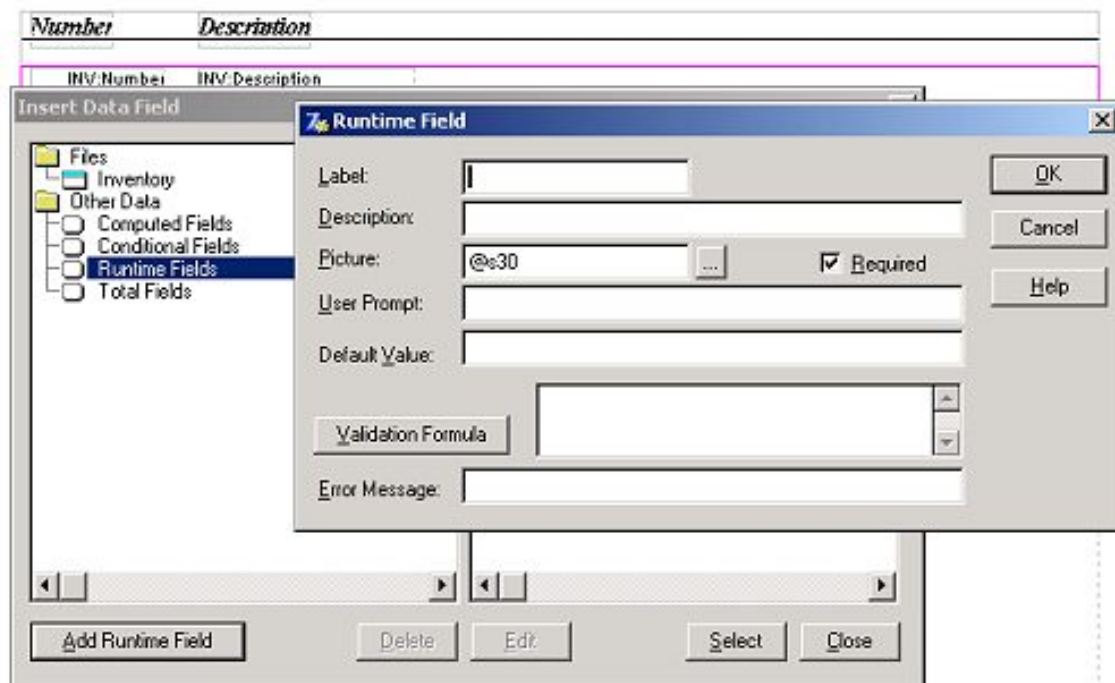 Number Description
INV:Number INV:Description
Insert Data Field
Files
Inventory
Other Data
Computed Fields
Conditional Fields
Runtime Fields
Total Fields
Add Runtime Field Delete Edit Select Close
Runtime Field
Label: OK
Description: Cancel
Picture: @s30 ... Required
User Prompt: Help
Default Value:
Validation Formula
Error Message: